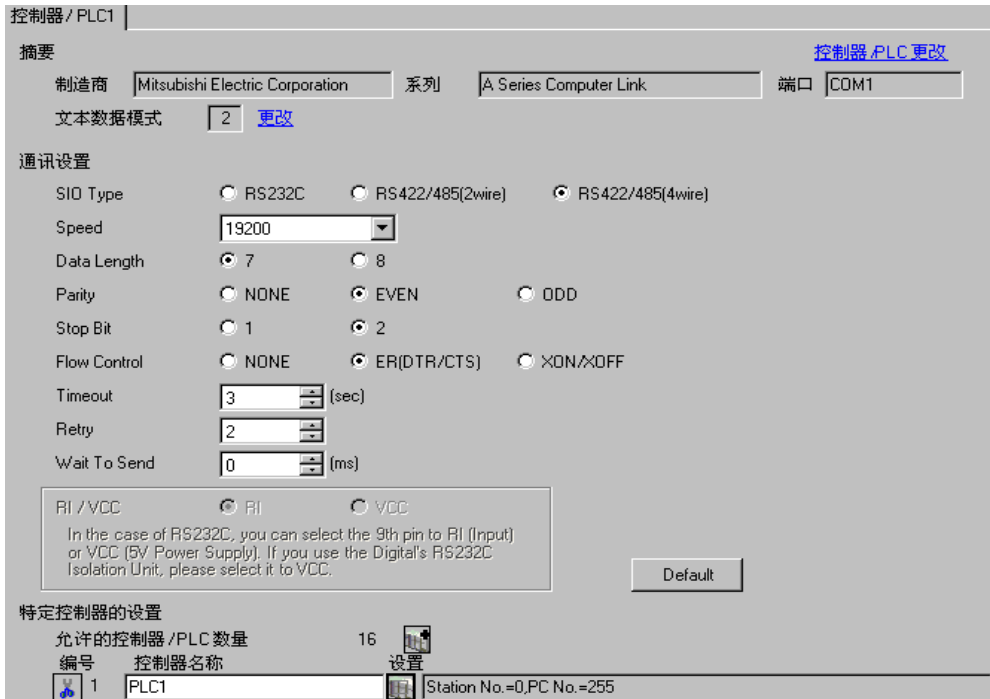 控制器/PLC1
摘要 控制器/PLC更改
制造商 Mitsubishi Electric Corporation 系列 A Series Computer Link 端口 COM1
文本数据模式 2 更改
通讯设置
SIO Type RS232C RS422/485(2wire) RS422/485(4wire)
Speed 19200
Data Length 7 8
Parity NONE EVEN ODD
Stop Bit 1 2
Flow Control NONE ER(DTR/CTS) XON/XOFF
Timeout 3 (sec)
Retry 2
Wait To Send 0 (ms)
RI / VCC RI VCC
In the case of RS232C, you can select the 9th pin to RI (Input)
or VCC (5V Power Supply). If you use the Digital's RS232C
Isolation Unit, please select it to VCC.
Default
特定控制器的设置
允许的控制器/PLC数量 16
编号 控制器名称 设置
1 PLC1 Station No.=0,PC No.=255